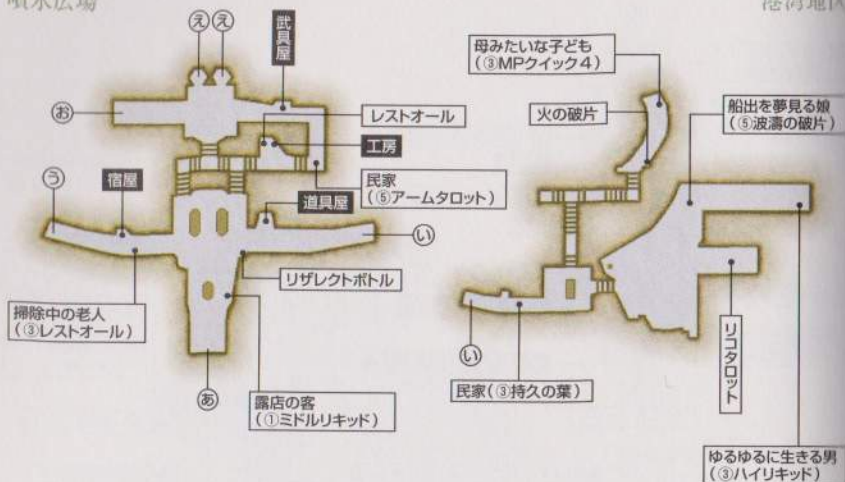 噴水広場
港湾地区
え
え
武具屋
お
レストオール
工房
う
宿屋
民家
(⑤アームタロット)
道具屋
い
リザレクトボトル
掃除中の老人
(③レストオール)
あ
露店の客
(①ミドルリキッド)
母みたいな子ども
(③MPクイック4)
火の破片
船出を夢見る娘
(⑤波濤の破片)
い
民家(③持久の葉)
リコタロット
ゆるゆるに生きる男
(③ハイリキッド)